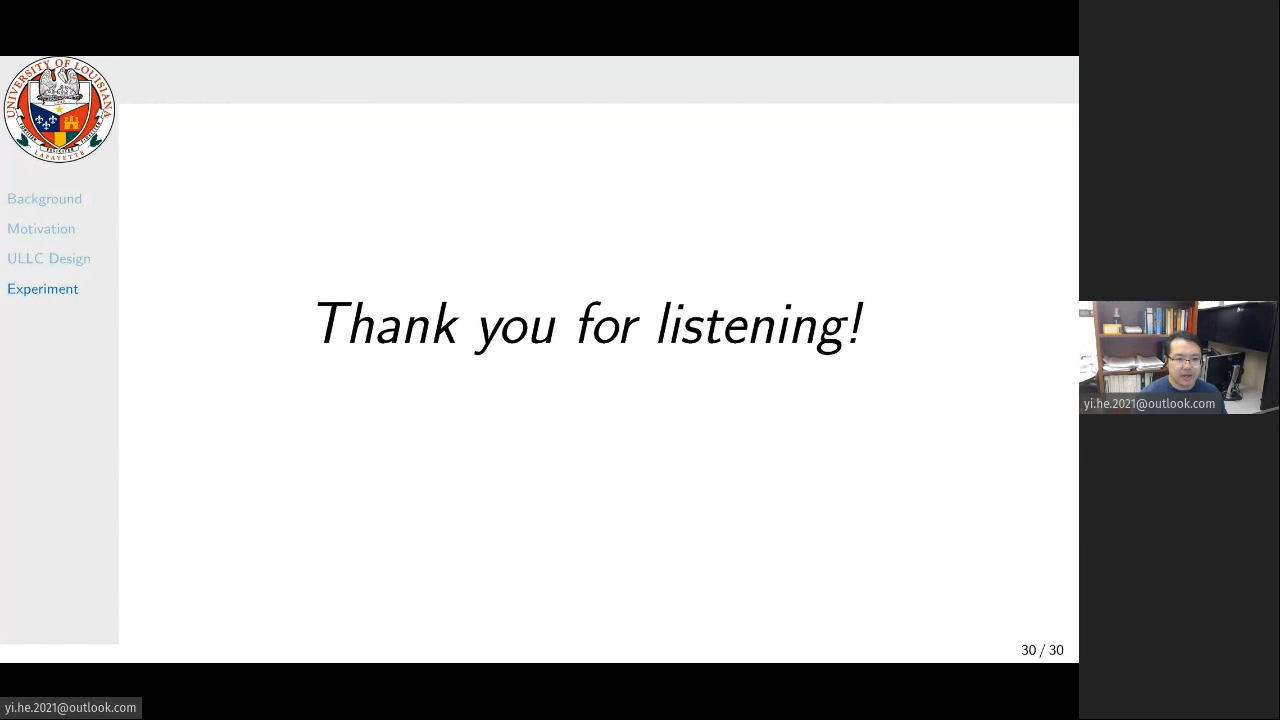 UNIVERSITY OF LOUISIANA
LAFAYETTE
Background
Motivation
ULLC Design
Experiment
Thank you for listening!
30 / 30
yi.he.2021@outlook.com
yi.he.2021@outlook.com